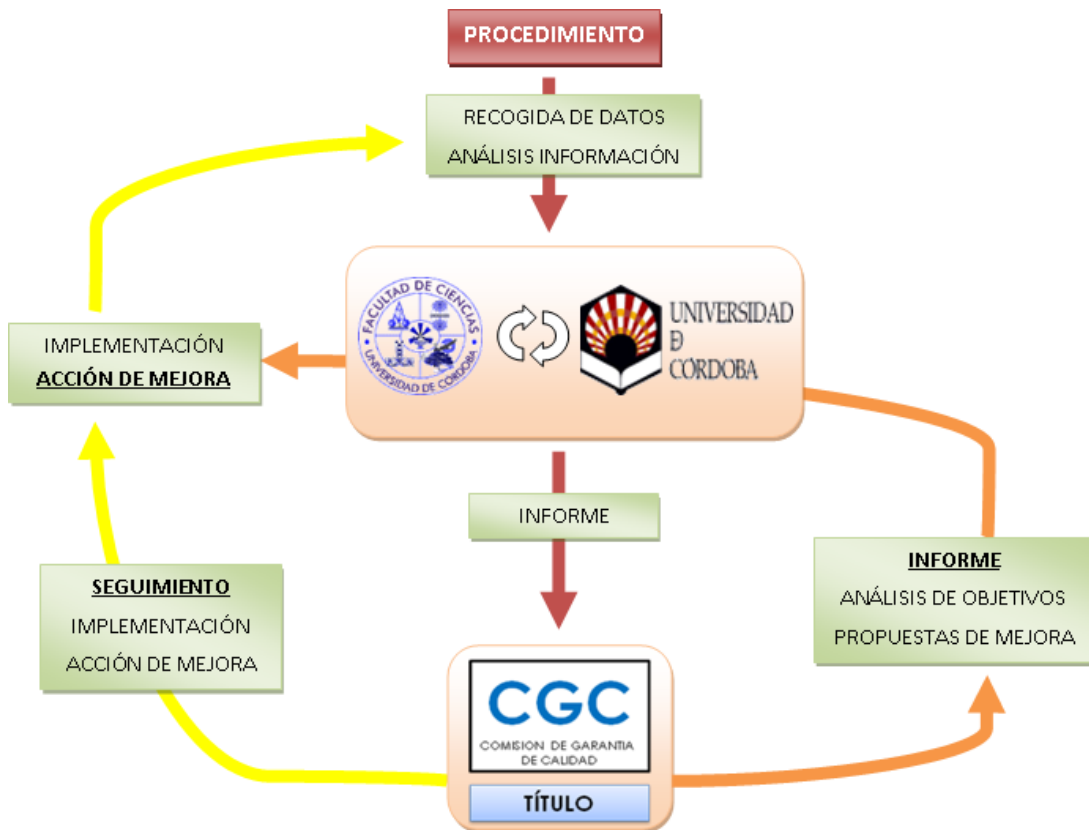 PROCEDIMIENTO
RECOGIDA DE DATOS
ANÁLISIS INFORMACIÓN
FACULTAD DE CIENCIAS
UNIVERSIDAD DE CÓRDOBA
UNIVERSIDAD
Ð
CÓRDOBA
IMPLEMENTACIÓN
ACCIÓN DE MEJORA
INFORME
SEGUIMIENTO
IMPLEMENTACIÓN
ACCIÓN DE MEJORA
INFORME
ANÁLISIS DE OBJETIVOS
PROPUESTAS DE MEJORA
CGC
COMISION DE GARANTIA
DE CALIDAD
TÍTULO